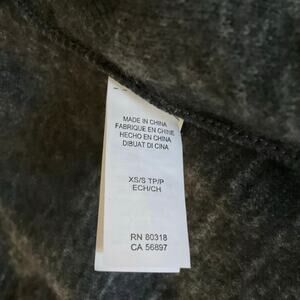 MADE IN CHINA
FABRIQUE EN CHINE
HECHO EN CHINA
DIBUAT DI CINA
XS/S TP/P
ECH/CH
RN 80318
CA 56897